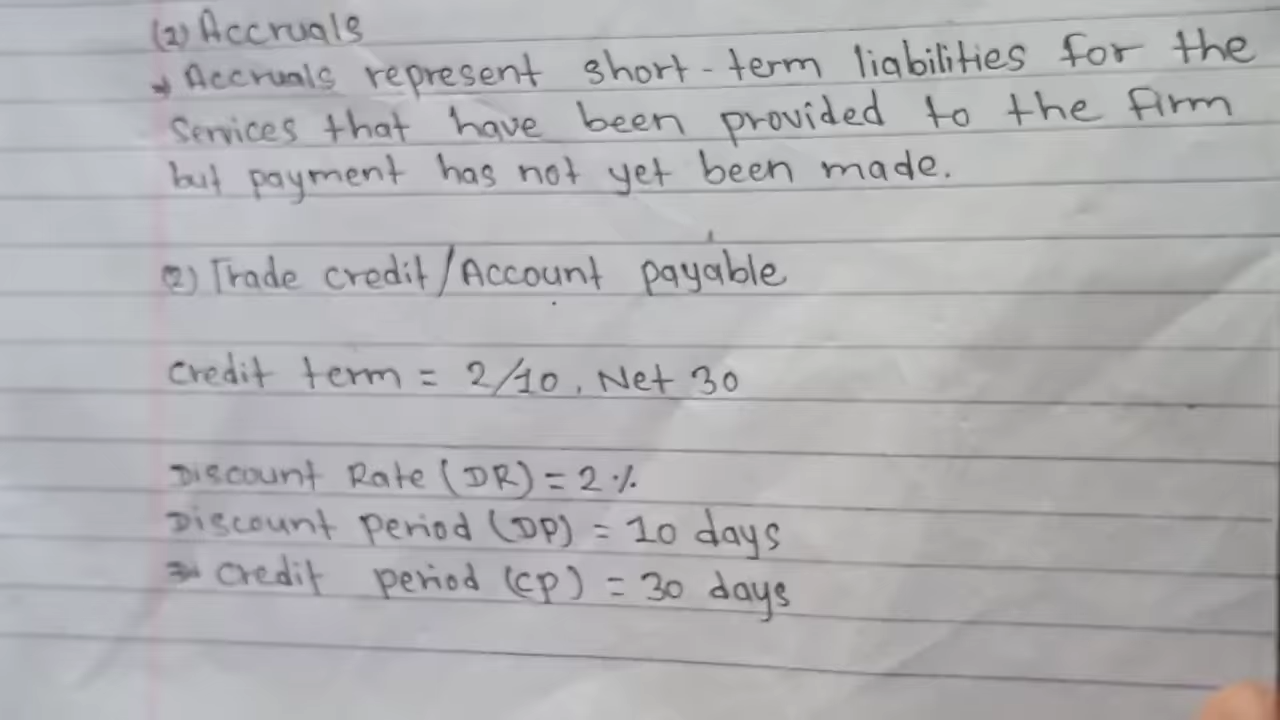 (2) Accruals
→ Accruals represent short-term liabilities for the
Services that have been provided to the firm
but payment has not yet been made.
(2) Trade credit/Account payable
credit term = 2/10, Net 30
Discount Rate (DR) = 2%
Discount period (DP) = 10 days
credit period (CP) = 30 days